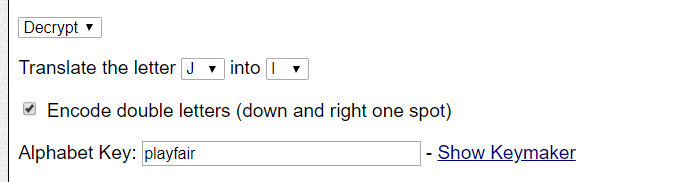 Decrypt
Translate the letter J into I
Encode double letters (down and right one spot)
Alphabet Key: playfair - Show Keymaker